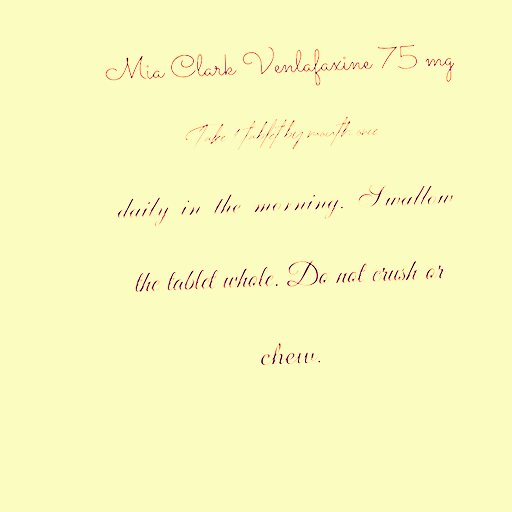 Mia Clark Venlafaxine 75 mg
Take 1 tablet by mouth once
daily in the morning. Swallow
the tablet whole. Do not crush or
chew.